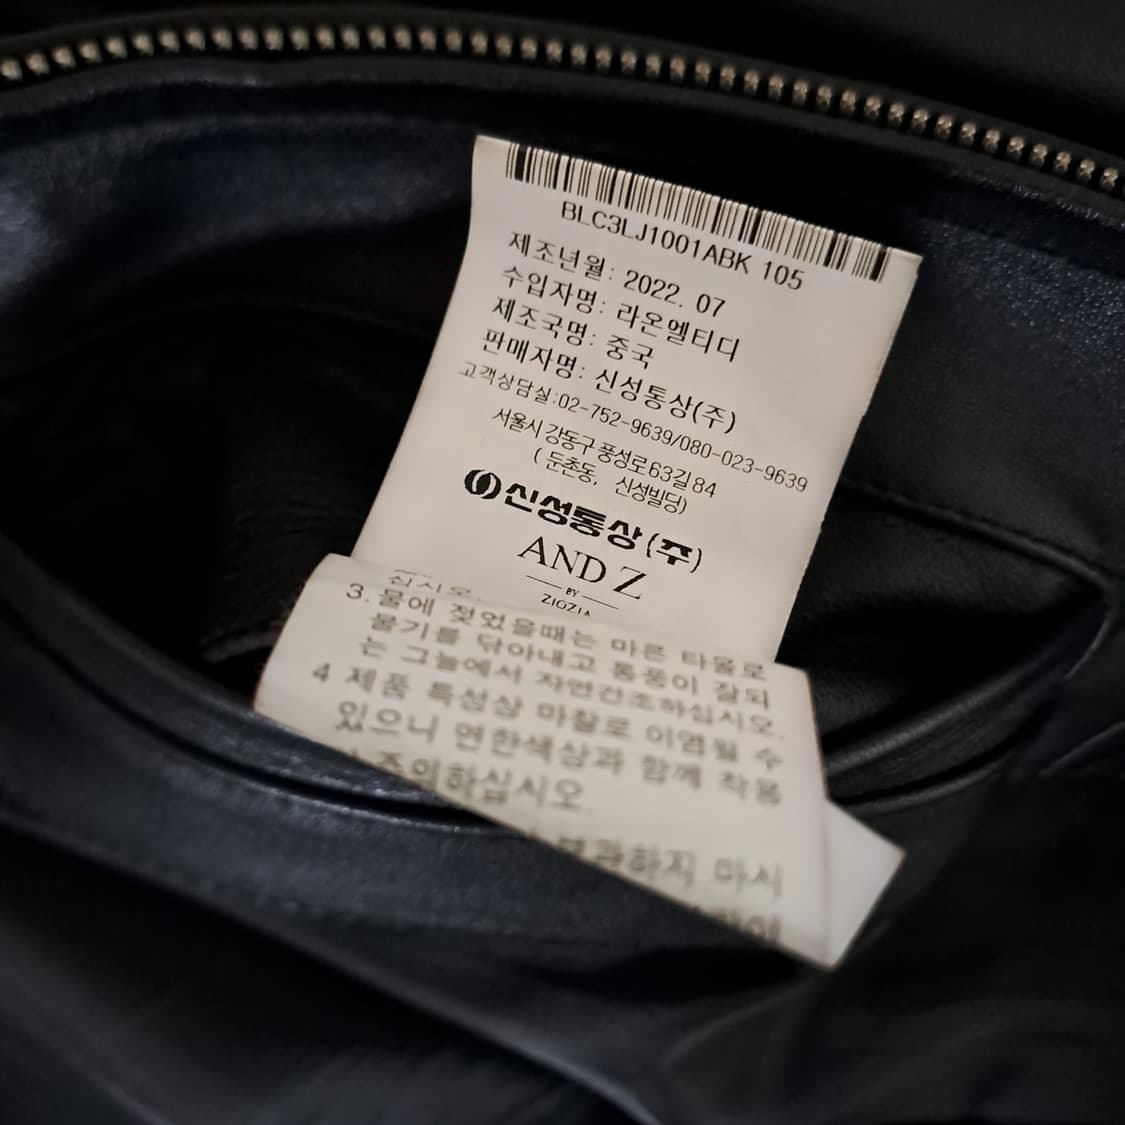 BLC3LJ1001ABK 105
제조년월: 2022. 07
수입자명: 라온엘티디
제조국명: 중국
판매자명: 신성통상(주)
고객상담실:02-752-9639/080-023-9639
서울시 강동구 풍성로63길 84
( 둔촌동, 신성빌딩)
신성통상(주)
AND Z
BY
ZIOZIA
십시오.
3. 물에 젖었을때는 마른 타올로
물기를 닦아내고 통풍이 잘되
는 그늘에서 자연건조하십시오.
4 제품 특성상 마찰로 이염될 수
있으니 연한색상과 함께 착용
주의하십시오.
하지 마시